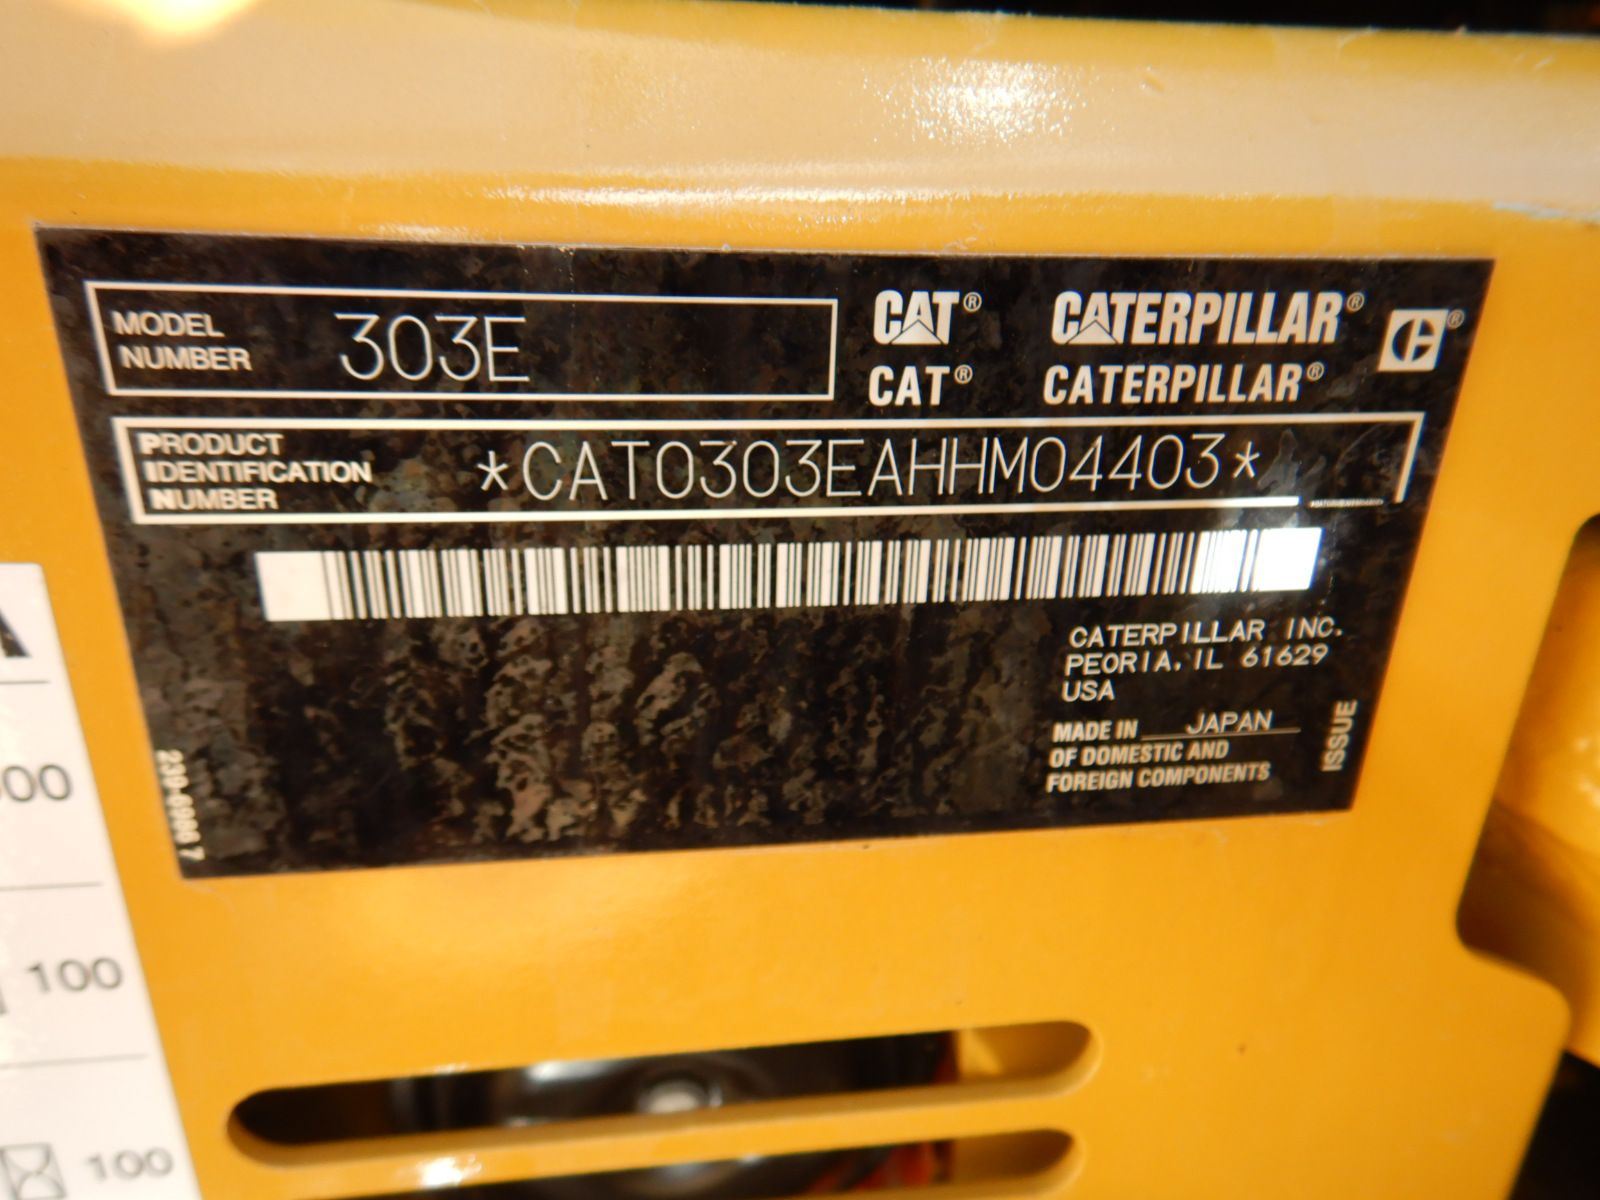 MODEL
NUMBER
303E
CAT® CATERPILLAR®
CAT® CATERPILLAR®
PRODUCT
IDENTIFICATION
NUMBER
*CAT0303EAHHM04403*
CATERPILLAR INC.
PEORIA, IL 61629
USA
MADE IN JAPAN
OF DOMESTIC AND
FOREIGN COMPONENTS
ISSUE
100
100